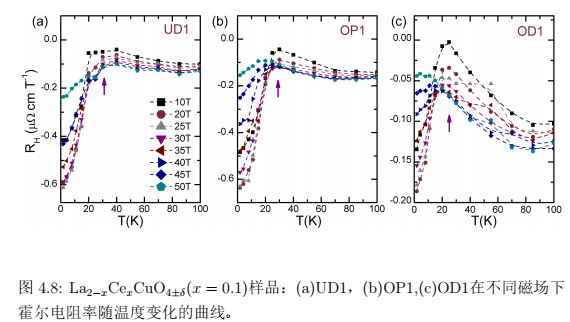 (a) UD1
(b) OP1
(c) OD1
0.0
-0.2
-0.4
-0.6
R_H (μΩ cm T⁻¹)
10T
20T
25T
30T
35T
40T
45T
50T
0 20 40 60 80 100
T(K)
0.0
-0.2
-0.4
-0.6
0 20 40 60 80 100
T(K)
0.00
-0.05
-0.10
-0.15
-0.20
0 20 40 60 80 100
T(K)
图 4.8: La₂₋ₓCeₓCuO₄±δ(x = 0.1)样品：(a)UD1，(b)OP1,(c)OD1在不同磁场下
霍尔电阻率随温度变化的曲线。